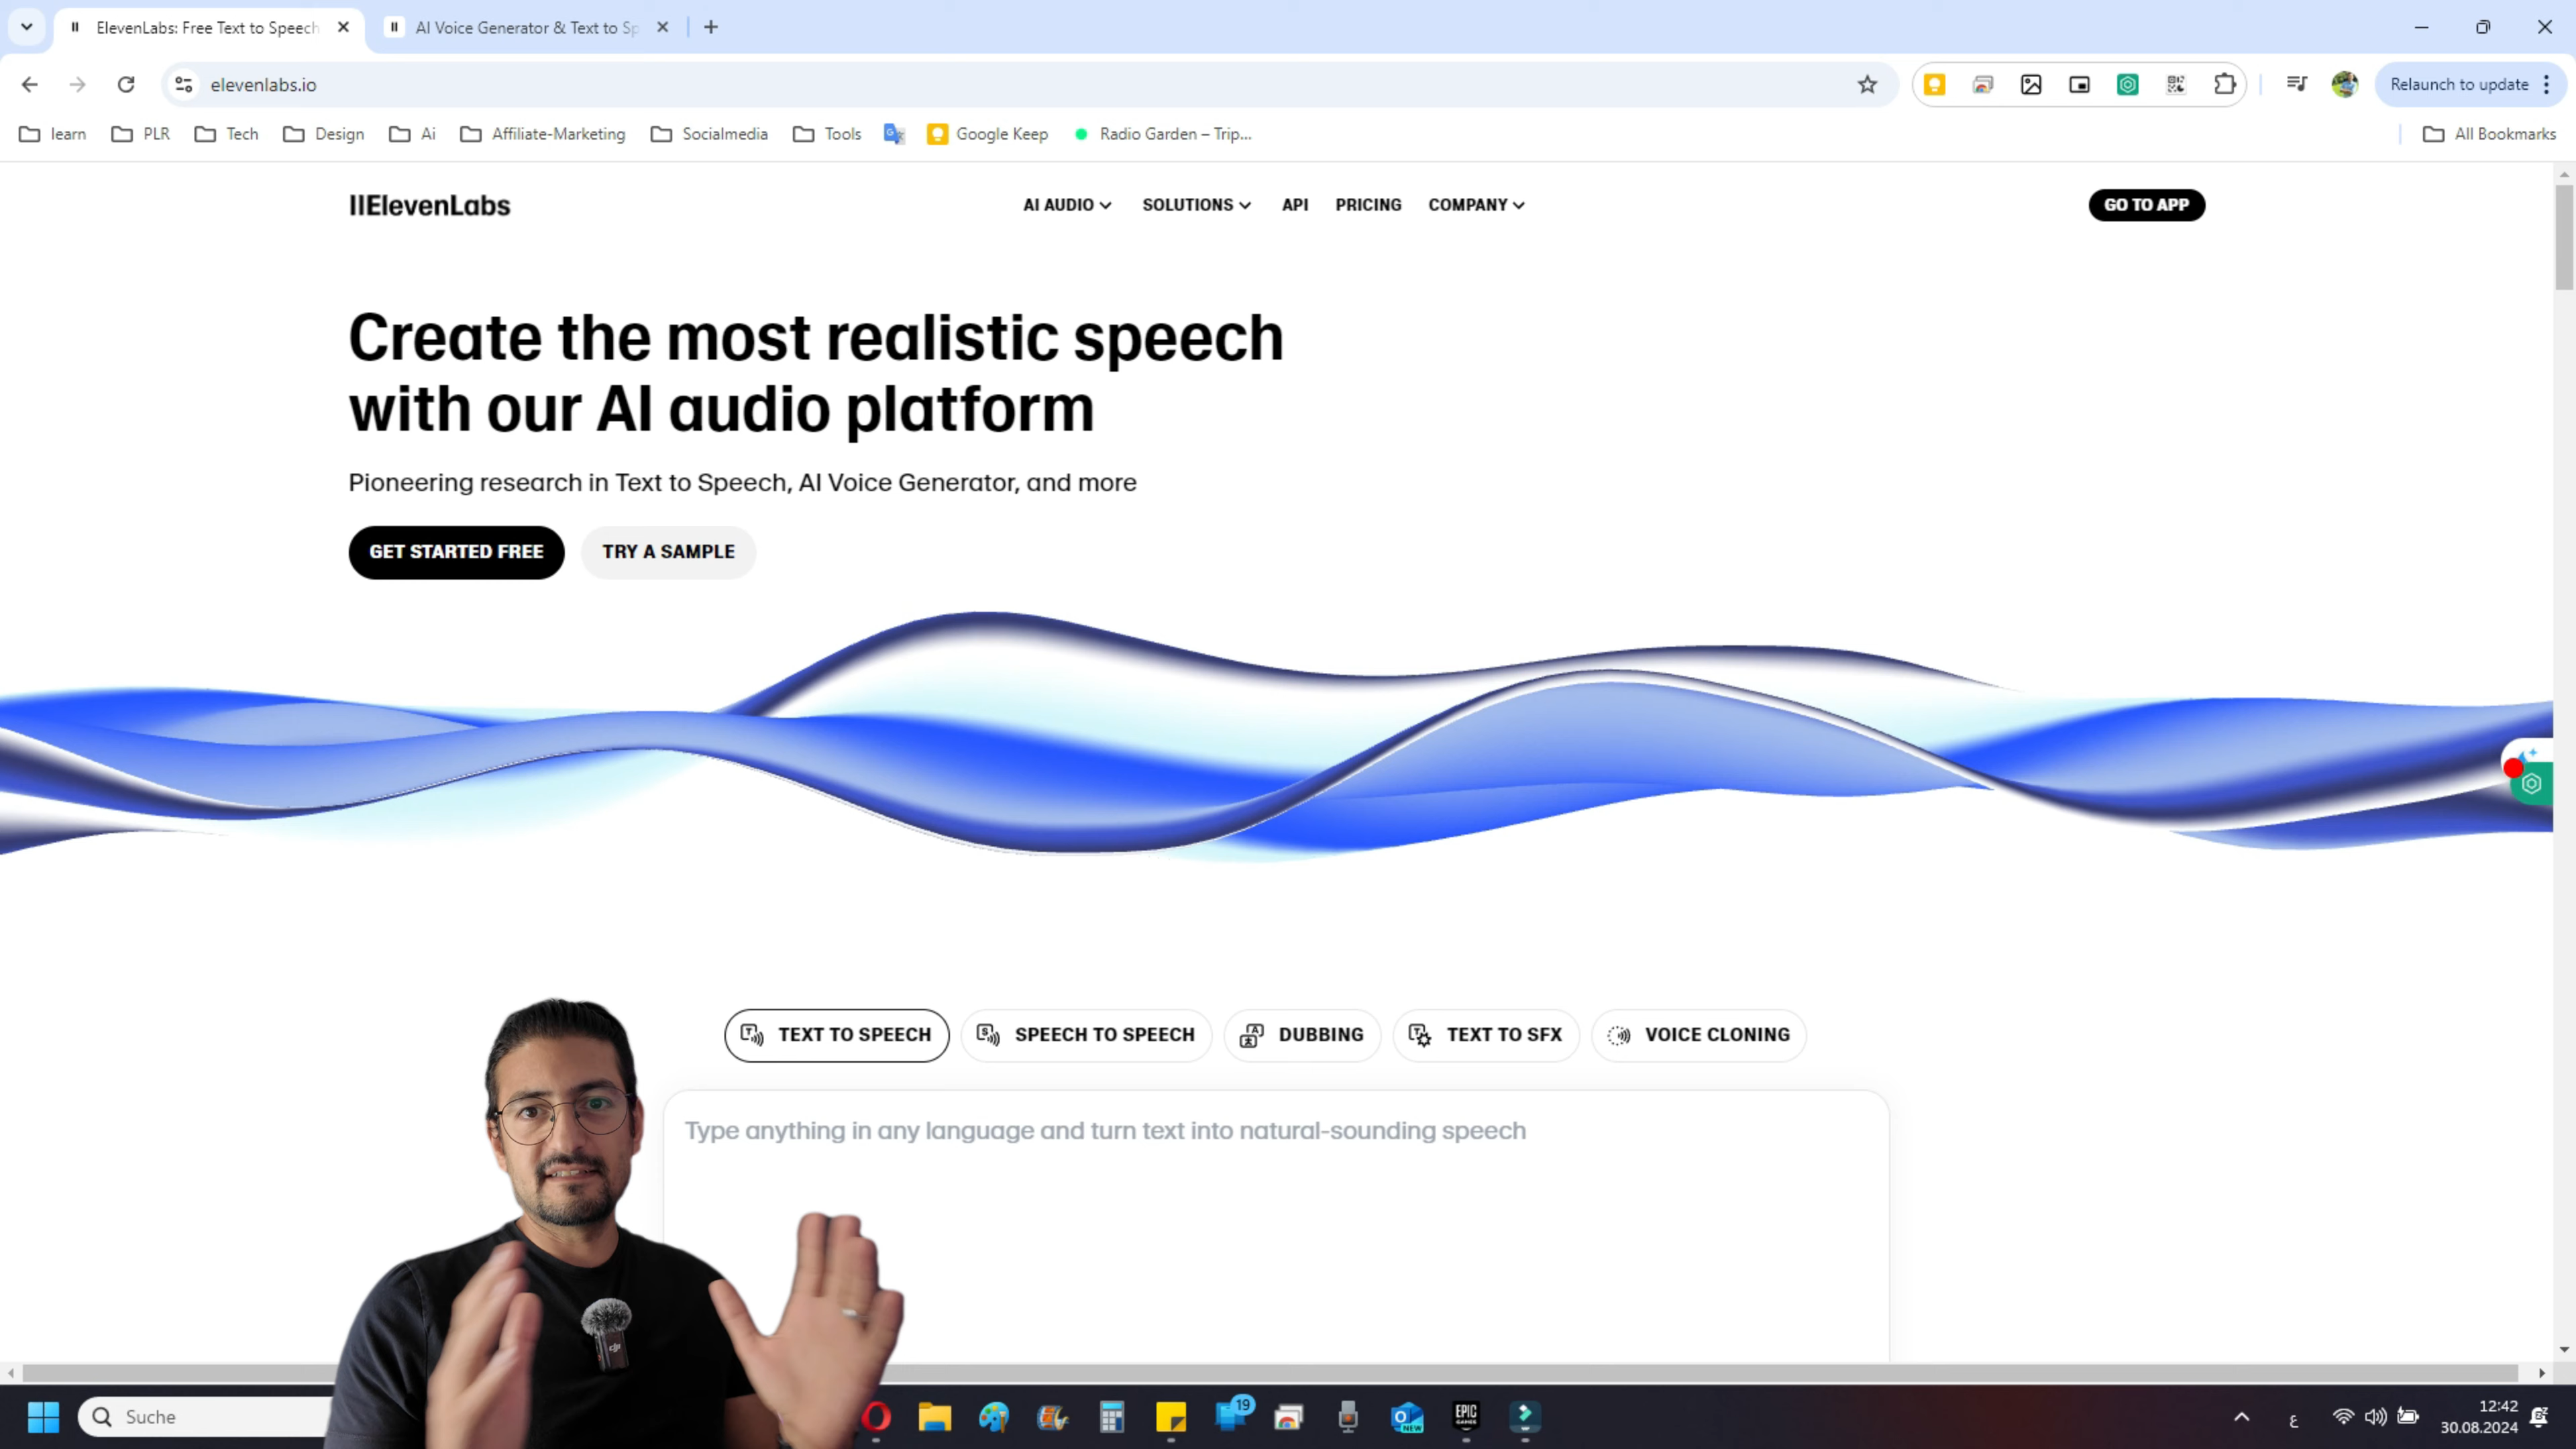 ElevenLabs: Free Text to Speech
AI Voice Generator & Text to Sp
elevenlabs.io
Relaunch to update
learn
PLR
Tech
Design
Ai
Affiliate-Marketing
Socialmedia
Tools
Google Keep
Radio Garden – Trip...
All Bookmarks
IIElevenLabs
AI AUDIO
SOLUTIONS
API
PRICING
COMPANY
GO TO APP
Create the most realistic speech
with our AI audio platform
Pioneering research in Text to Speech, AI Voice Generator, and more
GET STARTED FREE
TRY A SAMPLE
TEXT TO SPEECH
SPEECH TO SPEECH
DUBBING
TEXT TO SFX
VOICE CLONING
Type anything in any language and turn text into natural-sounding speech
dji
Suche
19
NEW
EPIC
GAMES
ع
12:42
30.08.2024